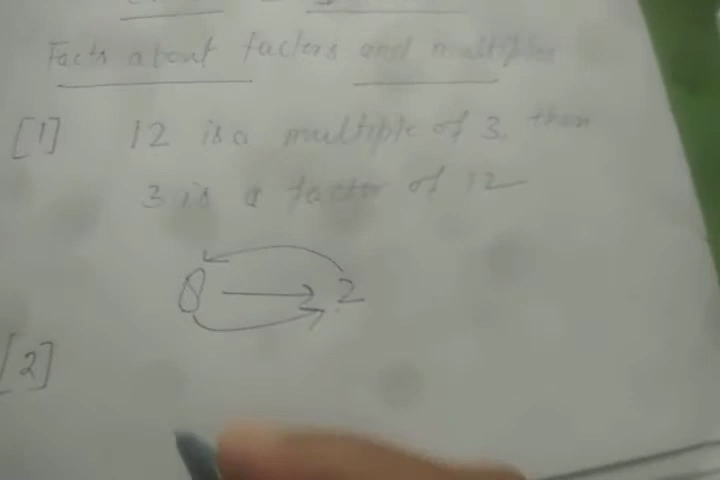 Facts about factors and multiples
[1] 12 is a multiple of 3. then
3 is a factor of 12
8 → 2
[2]